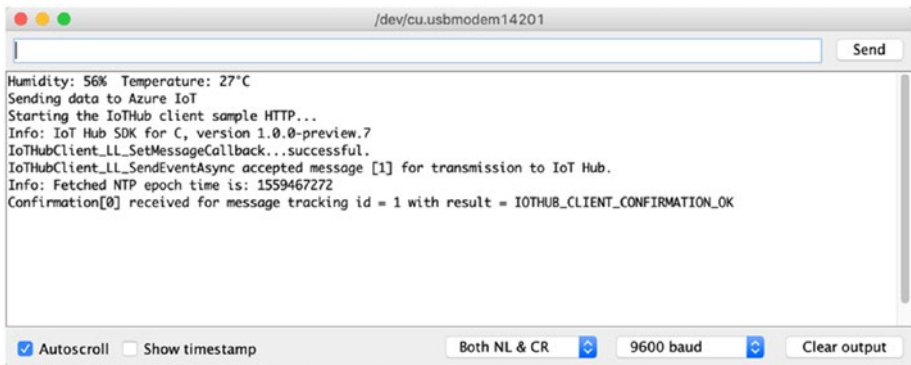 /dev/cu.usbmodem14201
Send
Humidity: 56% Temperature: 27°C
Sending data to Azure IoT
Starting the IoTHub client sample HTTP...
Info: IoT Hub SDK for C, version 1.0.0-preview.7
IoTHubClient_LL_SetMessageCallback...successful.
IoTHubClient_LL_SendEventAsync accepted message [1] for transmission to IoT Hub.
Info: Fetched NTP epoch time is: 1559467272
Confirmation[0] received for message tracking id = 1 with result = IOTHUB_CLIENT_CONFIRMATION_OK
Autoscroll Show timestamp Both NL & CR 9600 baud Clear output